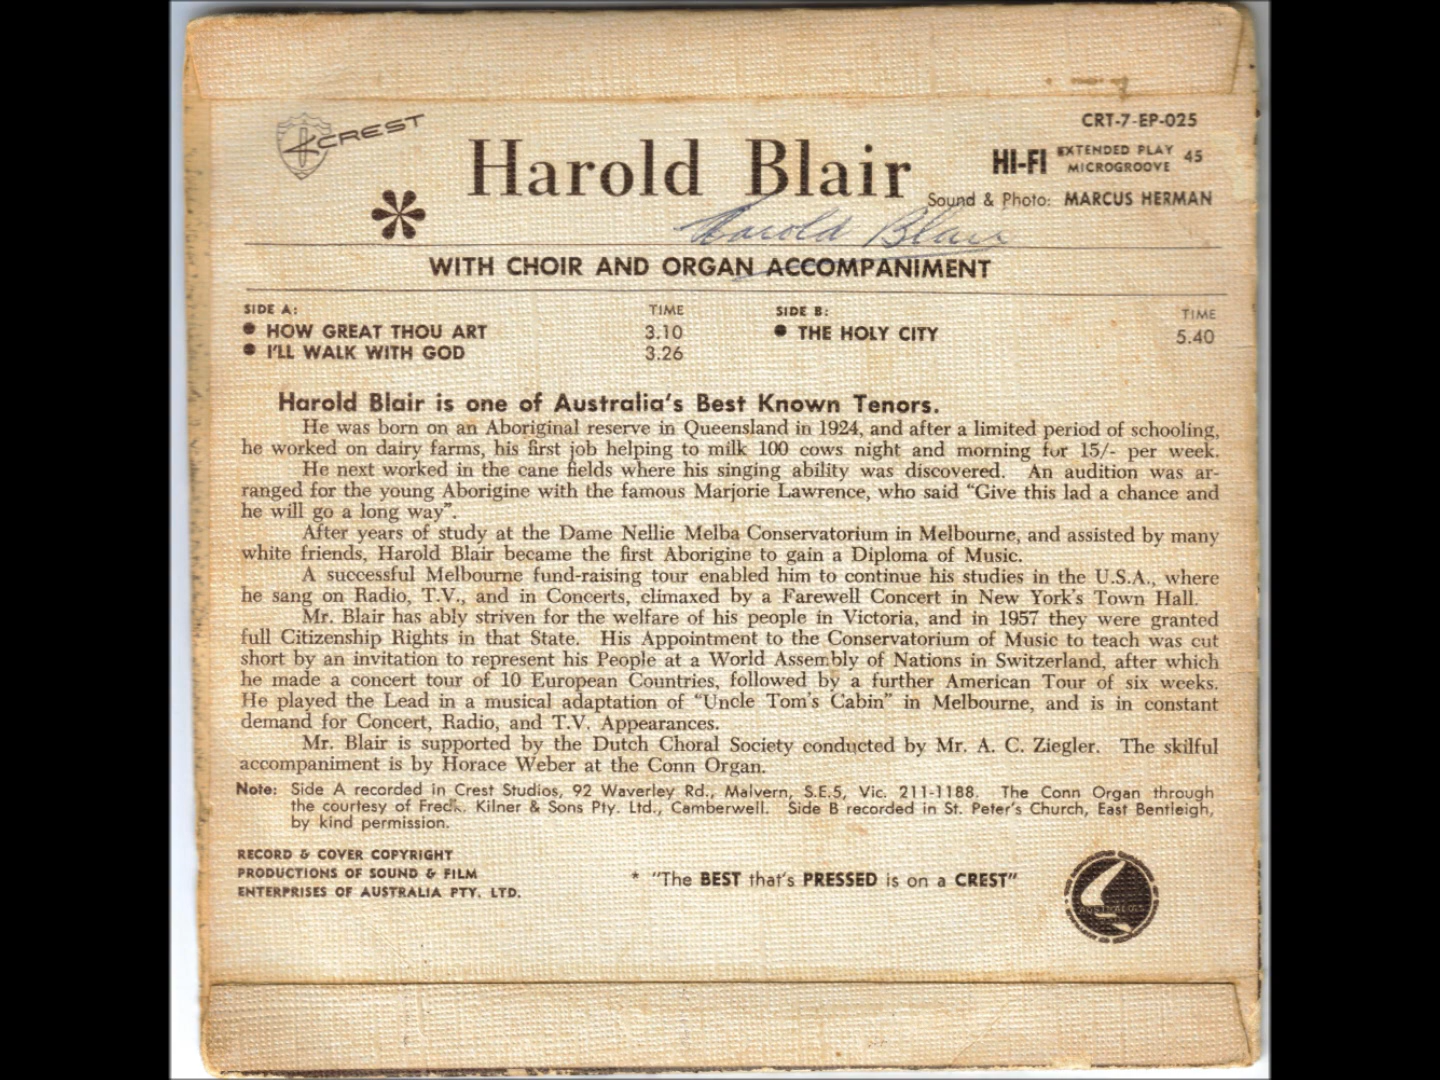 CREST
CRT-7-EP-025
Harold Blair
HI-FI EXTENDED PLAY 45
MICROGROOVE
Sound & Photo: MARCUS HERMAN
*
Harold Blair
WITH CHOIR AND ORGAN ACCOMPANIMENT
SIDE A: TIME
● HOW GREAT THOU ART 3.10
● I'LL WALK WITH GOD 3.26
SIDE B: TIME
● THE HOLY CITY 5.40
Harold Blair is one of Australia's Best Known Tenors.
He was born on an Aboriginal reserve in Queensland in 1924, and after a limited period of schooling,
he worked on dairy farms, his first job helping to milk 100 cows night and morning for 15/- per week.
He next worked in the cane fields where his singing ability was discovered. An audition was ar-
ranged for the young Aborigine with the famous Marjorie Lawrence, who said "Give this lad a chance and
he will go a long way".
After years of study at the Dame Nellie Melba Conservatorium in Melbourne, and assisted by many
white friends, Harold Blair became the first Aborigine to gain a Diploma of Music.
A successful Melbourne fund-raising tour enabled him to continue his studies in the U.S.A., where
he sang on Radio, T.V., and in Concerts, climaxed by a Farewell Concert in New York's Town Hall.
Mr. Blair has ably striven for the welfare of his people in Victoria, and in 1957 they were granted
full Citizenship Rights in that State. His Appointment to the Conservatorium of Music to teach was cut
short by an invitation to represent his People at a World Assembly of Nations in Switzerland, after which
he made a concert tour of 10 European Countries, followed by a further American Tour of six weeks.
He played the Lead in a musical adaptation of "Uncle Tom's Cabin" in Melbourne, and is in constant
demand for Concert, Radio, and T.V. Appearances.
Mr. Blair is supported by the Dutch Choral Society conducted by Mr. A. C. Ziegler. The skilful
accompaniment is by Horace Weber at the Conn Organ.
Note: Side A recorded in Crest Studios, 92 Waverley Rd., Malvern, S.E.5, Vic. 211-1188. The Conn Organ through
the courtesy of Fredk. Kilner & Sons Pty. Ltd., Camberwell. Side B recorded in St. Peter's Church, East Bentleigh,
by kind permission.
RECORD & COVER COPYRIGHT
PRODUCTIONS OF SOUND & FILM
ENTERPRISES OF AUSTRALIA PTY. LTD.
* "The BEST that's PRESSED is on a CREST"